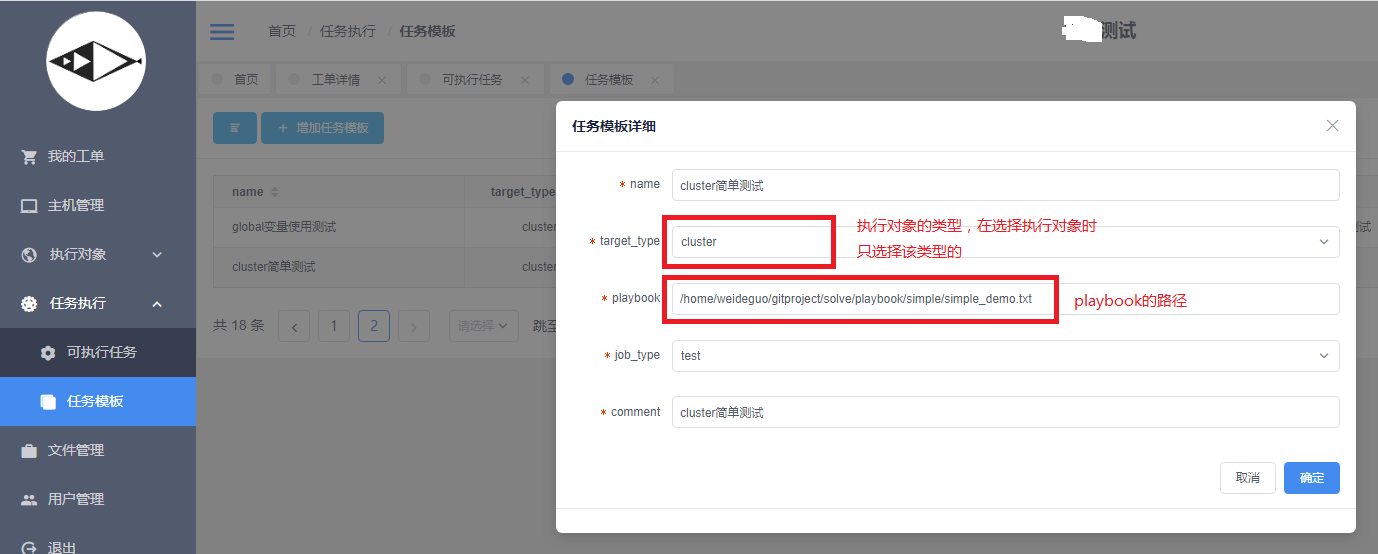 首页 / 任务执行 / 任务模板
测试
首页
工单详情 ×
可执行任务 ×
任务模板 ×
+ 增加任务模板
我的工单
主机管理
执行对象
任务执行
可执行任务
任务模板
文件管理
用户管理
退出
name
target_type
global变量使用测试
cluster
测试
cluster简单测试
cluster
共 18 条
1
2
请选择
跳至
任务模板详细
* name
cluster简单测试
* target_type
cluster
执行对象的类型，在选择执行对象时
只选择该类型的
* playbook
/home/weideguo/gitproject/solve/playbook/simple/simple_demo.txt
playbook的路径
* job_type
test
* comment
cluster简单测试
取消
确定